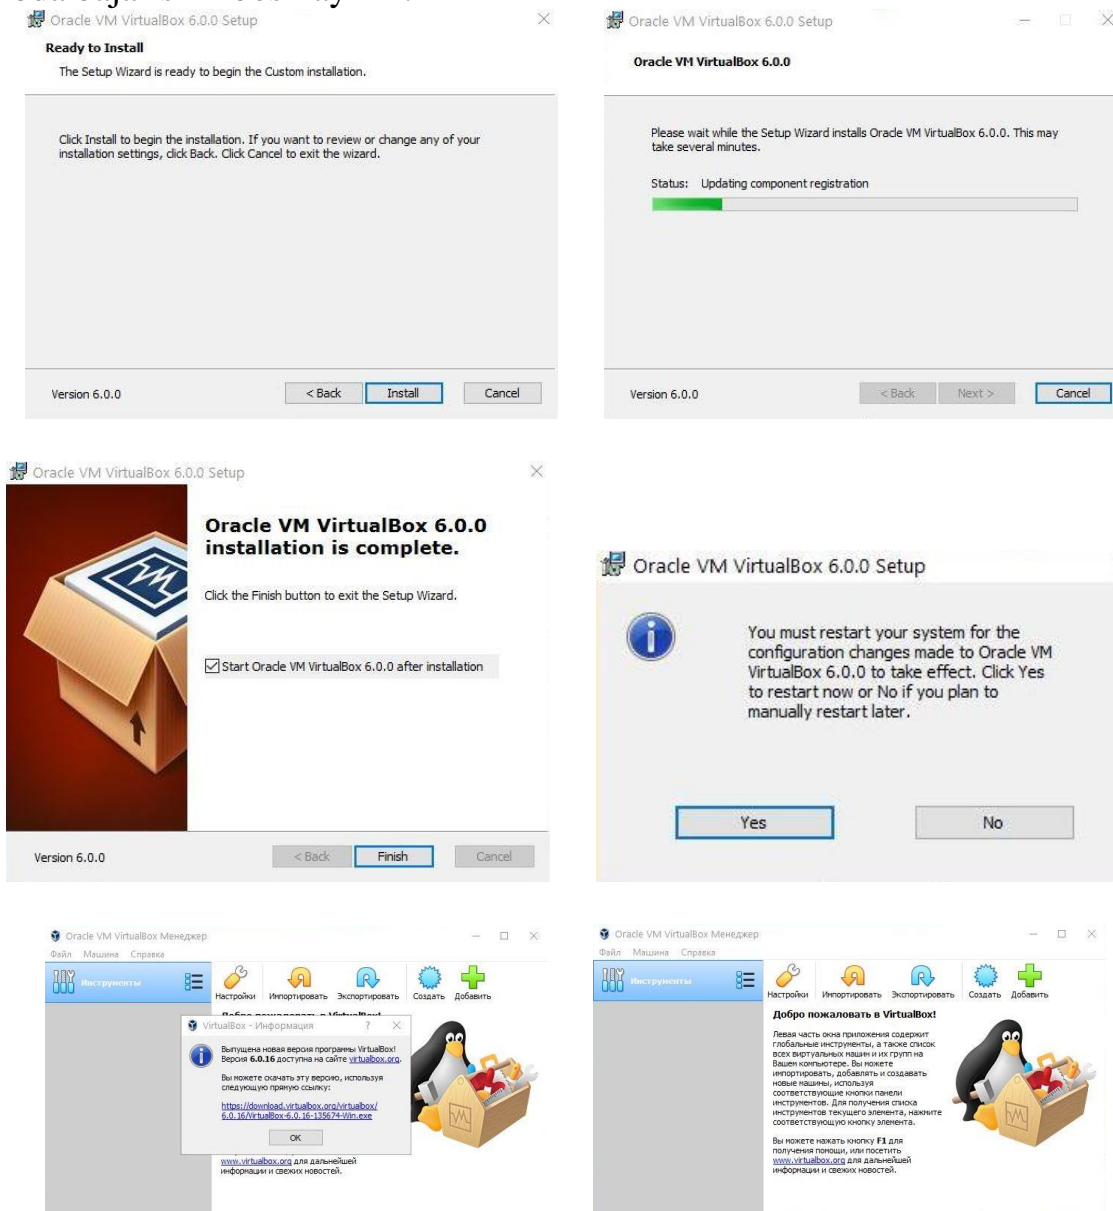 Oracle VM VirtualBox 6.0.0 Setup
Ready to Install
The Setup Wizard is ready to begin the Custom installation.
Click Install to begin the installation. If you want to review or change any of your
installation settings, click Back. Click Cancel to exit the wizard.
Version 6.0.0
< Back
Install
Cancel
Oracle VM VirtualBox 6.0.0 Setup
Oracle VM VirtualBox 6.0.0
Please wait while the Setup Wizard installs Oracle VM VirtualBox 6.0.0. This may
take several minutes.
Status: Updating component registration
Version 6.0.0
< Back
Next >
Cancel
Oracle VM VirtualBox 6.0.0 Setup
Oracle VM VirtualBox 6.0.0
installation is complete.
Click the Finish button to exit the Setup Wizard.
Start Oracle VM VirtualBox 6.0.0 after installation
Version 6.0.0
< Back
Finish
Cancel
Oracle VM VirtualBox 6.0.0 Setup
You must restart your system for the
configuration changes made to Oracle VM
VirtualBox 6.0.0 to take effect. Click Yes
to restart now or No if you plan to
manually restart later.
Yes
No
Oracle VM VirtualBox Менеджер
Файл Машина Справка
Инструменты
Настройки Импортировать Экспортировать Создать Добавить
VirtualBox - Информация
Выпущена новая версия программы VirtualBox!
Версия 6.0.16 доступна на сайте virtualbox.org.
Вы можете скачать эту версию, используя
следующую прямую ссылку:
https://download.virtualbox.org/virtualbox/
6.0.16/VirtualBox-6.0.16-135674-Win.exe
OK
www.virtualbox.org для дальнейшей
информации и свежих новостей.
Oracle VM VirtualBox Менеджер
Файл Машина Справка
Инструменты
Настройки Импортировать Экспортировать Создать Добавить
Добро пожаловать в VirtualBox!
Левая часть окна приложения содержит
глобальные инструменты, а также список
всех виртуальных машин и их групп на
Вашем компьютере. Вы можете
импортировать, добавлять и создавать
новые машины, используя
соответствующие кнопки панели
инструментов. Для получения списка
инструментов текущего элемента, нажмите
соответствующую кнопку элемента.
Вы можете нажать кнопку F1 для
получения помощи, или посетить
www.virtualbox.org для дальнейшей
информации и свежих новостей.